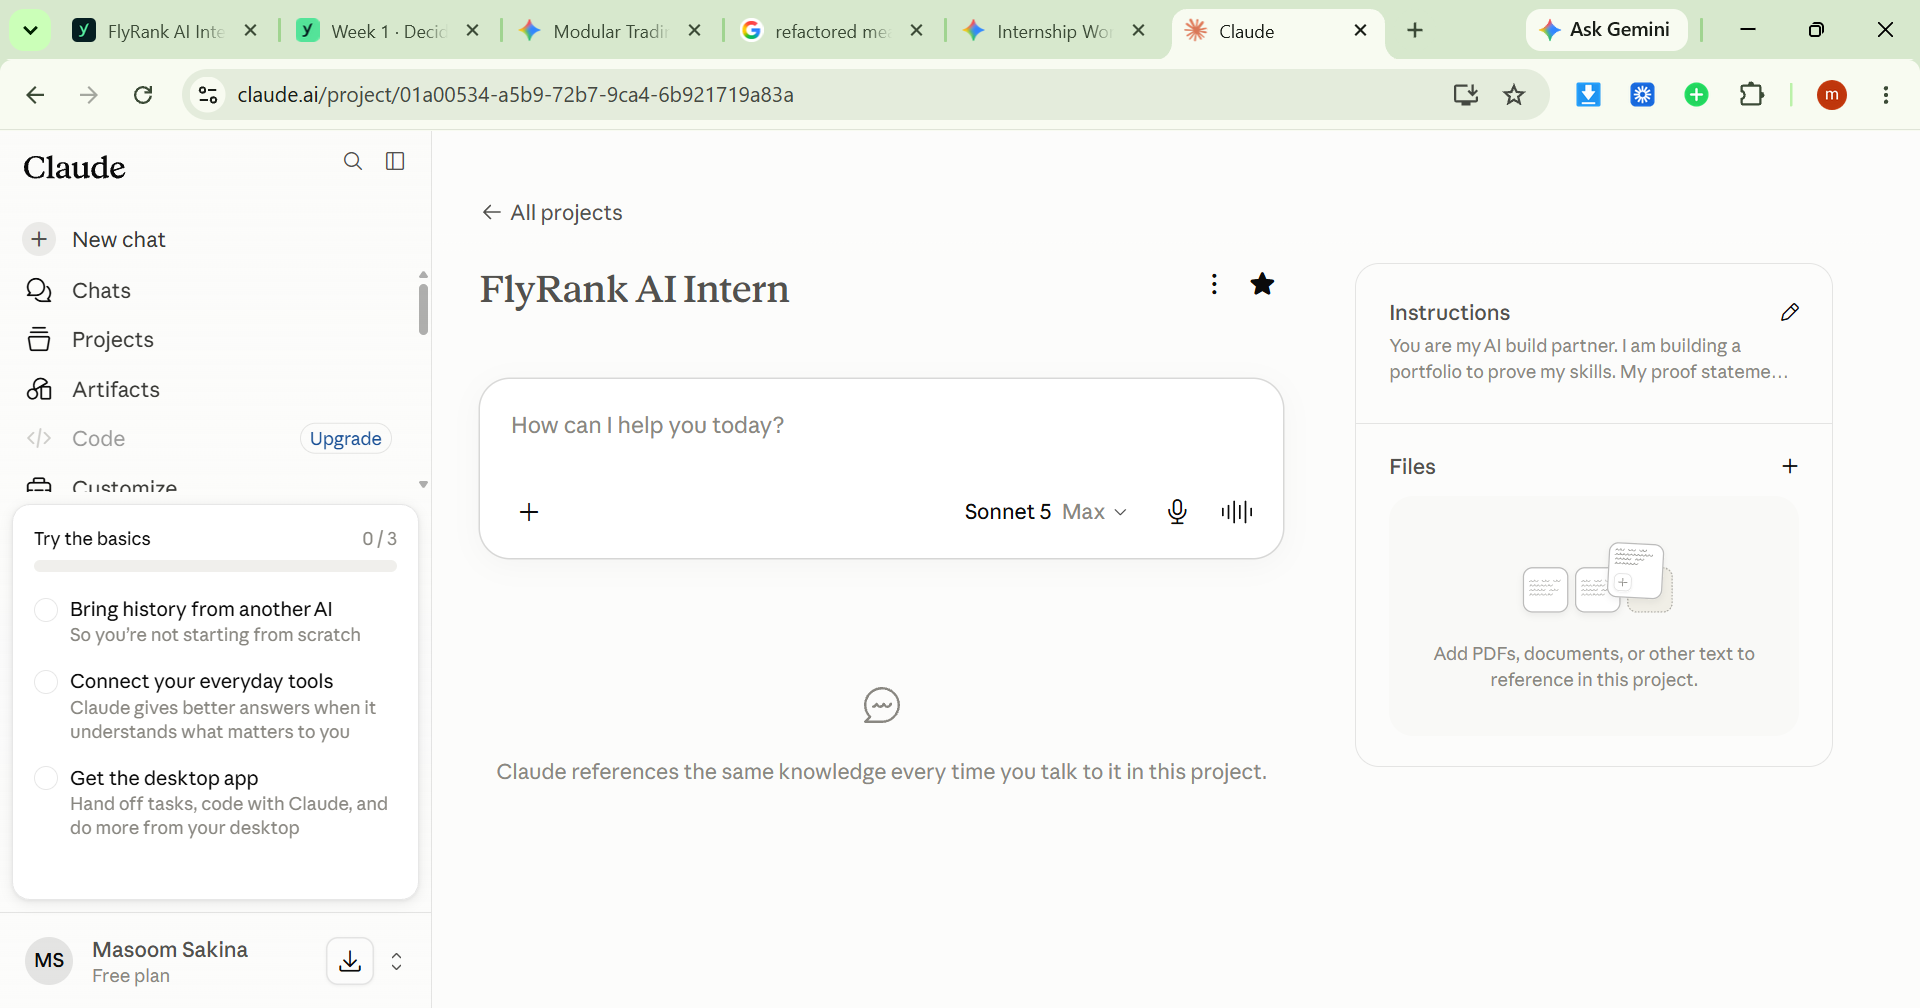 FlyRank AI Inte
Week 1 · Decid
Modular Tradin
refactored mea
Internship Wor
Claude
Ask Gemini
claude.ai/project/01a00534-a5b9-72b7-9ca4-6b921719a83a
m
Claude
New chat
Chats
Projects
Artifacts
Code
Upgrade
Customize
Try the basics
0 / 3
Bring history from another AI
So you're not starting from scratch
Connect your everyday tools
Claude gives better answers when it
understands what matters to you
Get the desktop app
Hand off tasks, code with Claude, and
do more from your desktop
MS
Masoom Sakina
Free plan
All projects
FlyRank AI Intern
How can I help you today?
Sonnet 5 Max
Claude references the same knowledge every time you talk to it in this project.
Instructions
You are my AI build partner. I am building a
portfolio to prove my skills. My proof stateme…
Files
Add PDFs, documents, or other text to
reference in this project.